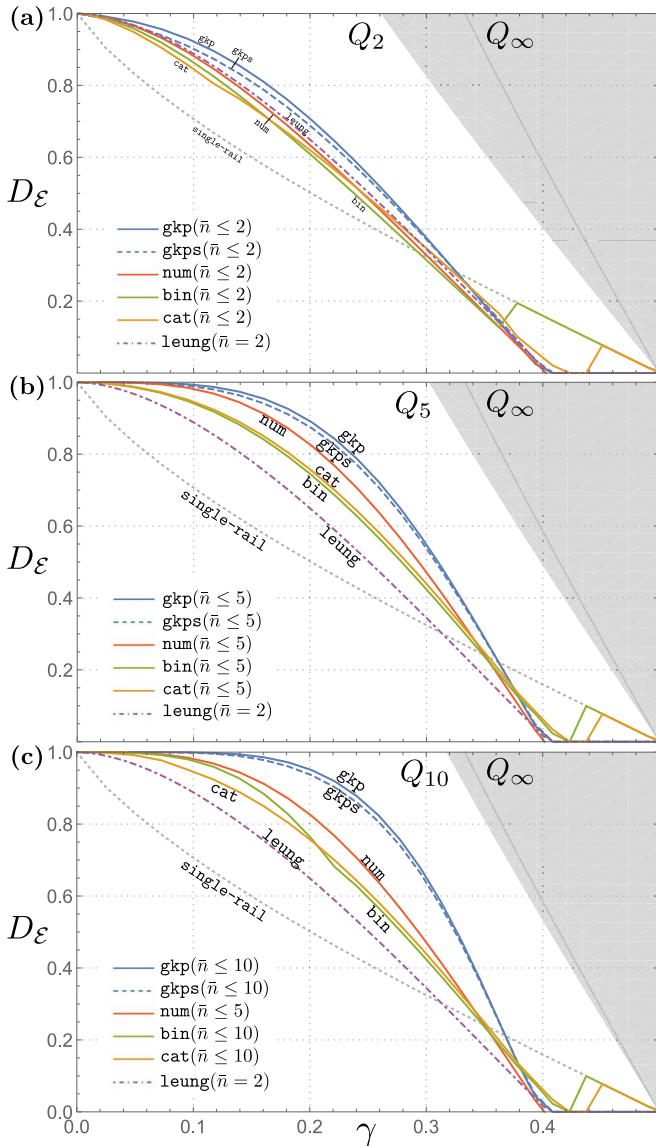 (a)
Q₂
Q∞
1.0
0.8
0.6
0.4
0.2
D_ℰ
gkp
gkps
cat
leung
num
single-rail
bin
gkp(n̄ ≤ 2)
gkps(n̄ ≤ 2)
num(n̄ ≤ 2)
bin(n̄ ≤ 2)
cat(n̄ ≤ 2)
leung(n̄ = 2)
(b)
Q₅
Q∞
1.0
0.8
0.6
0.4
0.2
D_ℰ
num
gkp
gkps
cat
bin
single-rail
leung
gkp(n̄ ≤ 5)
gkps(n̄ ≤ 5)
num(n̄ ≤ 5)
bin(n̄ ≤ 5)
cat(n̄ ≤ 5)
leung(n̄ = 2)
(c)
Q₁₀
Q∞
1.0
0.8
0.6
0.4
0.2
0.0
D_ℰ
gkp
gkps
cat
leung
num
single-rail
bin
gkp(n̄ ≤ 10)
gkps(n̄ ≤ 10)
num(n̄ ≤ 5)
bin(n̄ ≤ 10)
cat(n̄ ≤ 10)
leung(n̄ = 2)
0.0
0.1
0.2
γ
0.3
0.4